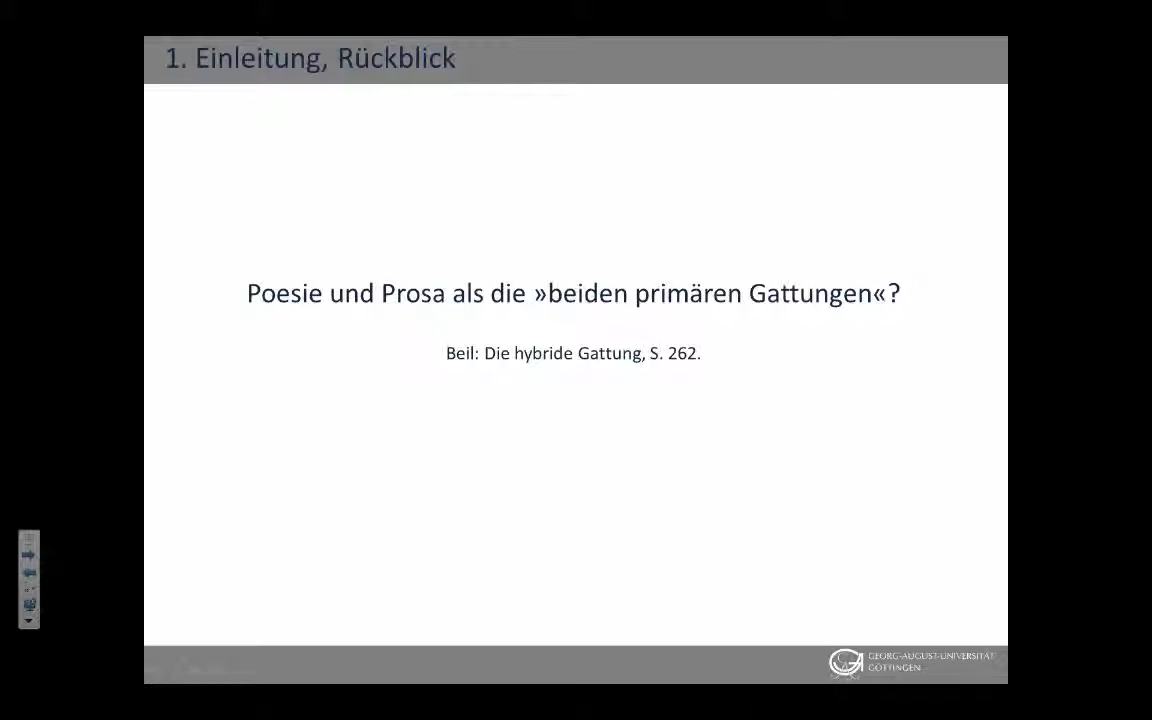 1. Einleitung, Rückblick
Poesie und Prosa als die »beiden primären Gattungen«?
Beil: Die hybride Gattung, S. 262.
GEORG-AUGUST-UNIVERSITÄT
GÖTTINGEN